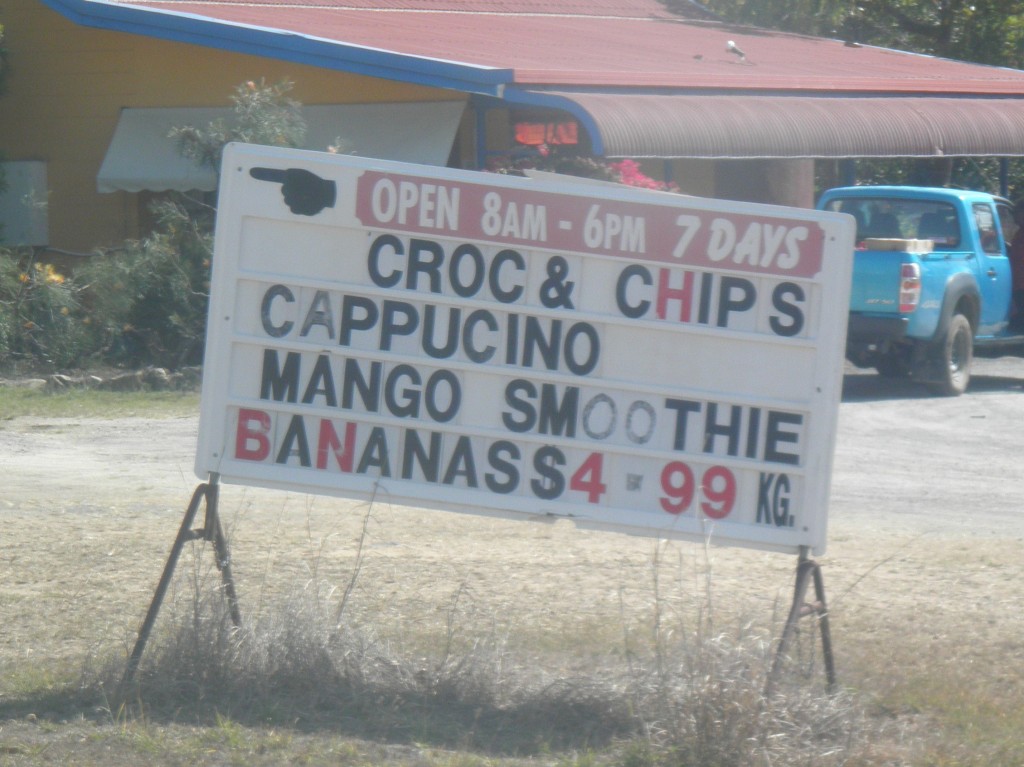 OPEN 8AM - 6PM 7 DAYS
CROC & CHIPS
CAPPUCINO
MANGO SMOOTHIE
BANANAS $4 - 99 KG.